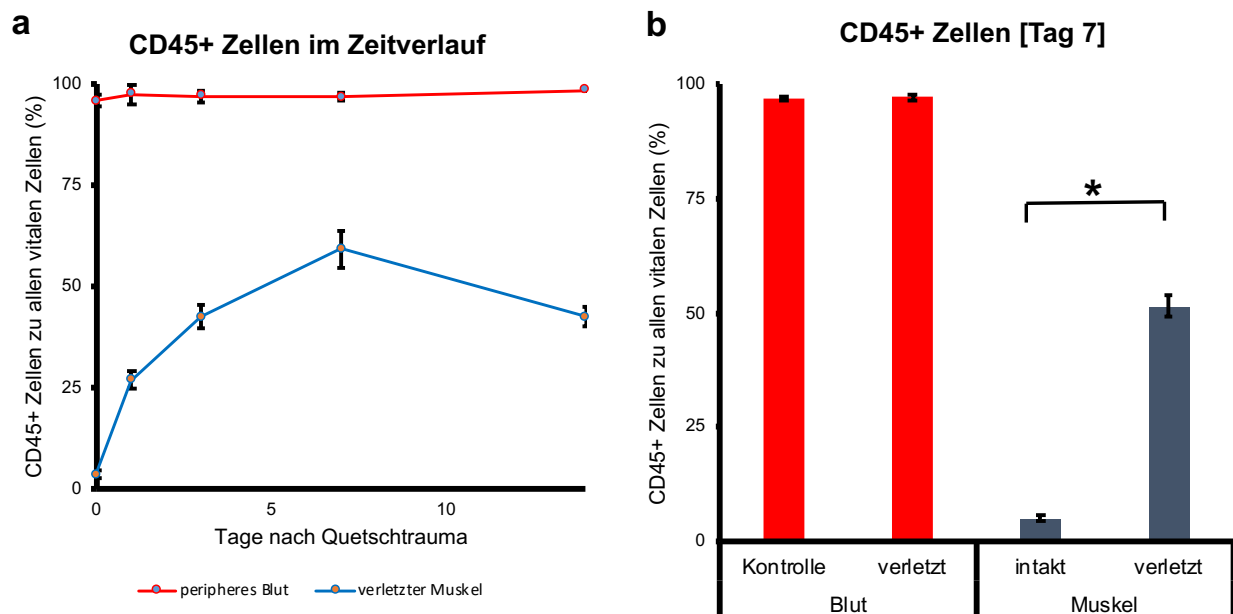 a
CD45+ Zellen im Zeitverlauf
CD45+ Zellen zu allen vitalen Zellen (%)
100
75
50
25
0
0
5
10
Tage nach Quetschtrauma
peripheres Blut
verletzter Muskel
b
CD45+ Zellen [Tag 7]
CD45+ Zellen zu allen vitalen Zellen (%)
100
75
50
25
0
*
Kontrolle
verletzt
intakt
verletzt
Blut
Muskel